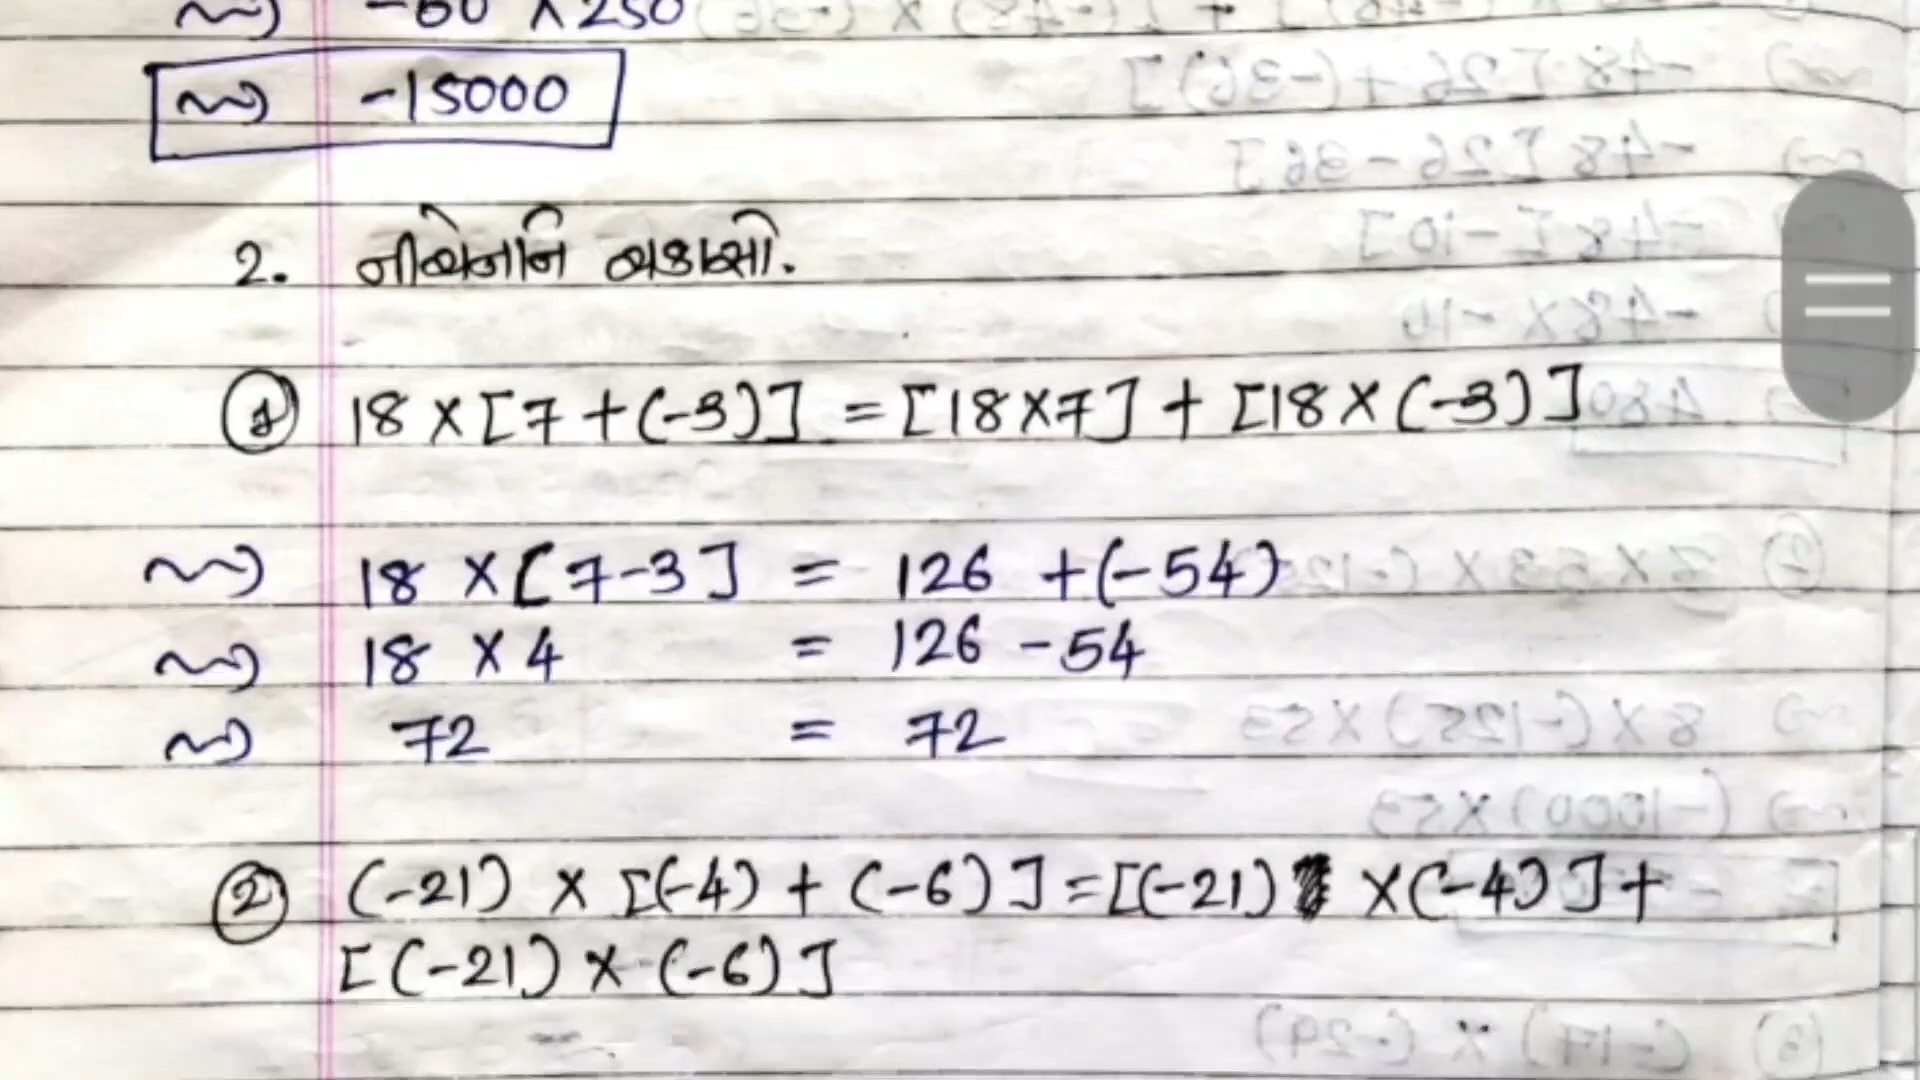 -60 × 250
⇝ -15000
2. નીચેનાની ચકાસો.
① 18 × [7 + (-3)] = [18 × 7] + [18 × (-3)]
⇝ 18 × [7-3] = 126 + (-54)
⇝ 18 × 4 = 126 - 54
⇝ 72 = 72
② (-21) × [(-4) + (-6)] = [(-21) × (-4)] +
[(-21) × (-6)]